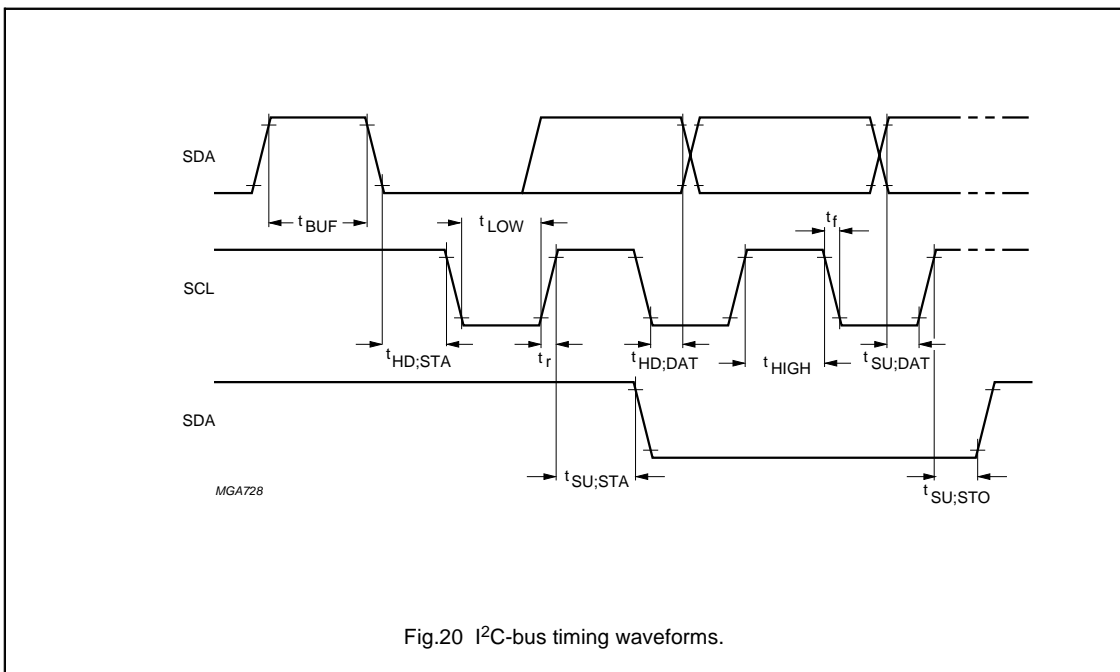 SDA
t BUF
t LOW
t f
SCL
t HD;STA
t r
t HD;DAT
t HIGH
t SU;DAT
SDA
t SU;STA
t SU;STO
MGA728
Fig.20 I²C-bus timing waveforms.